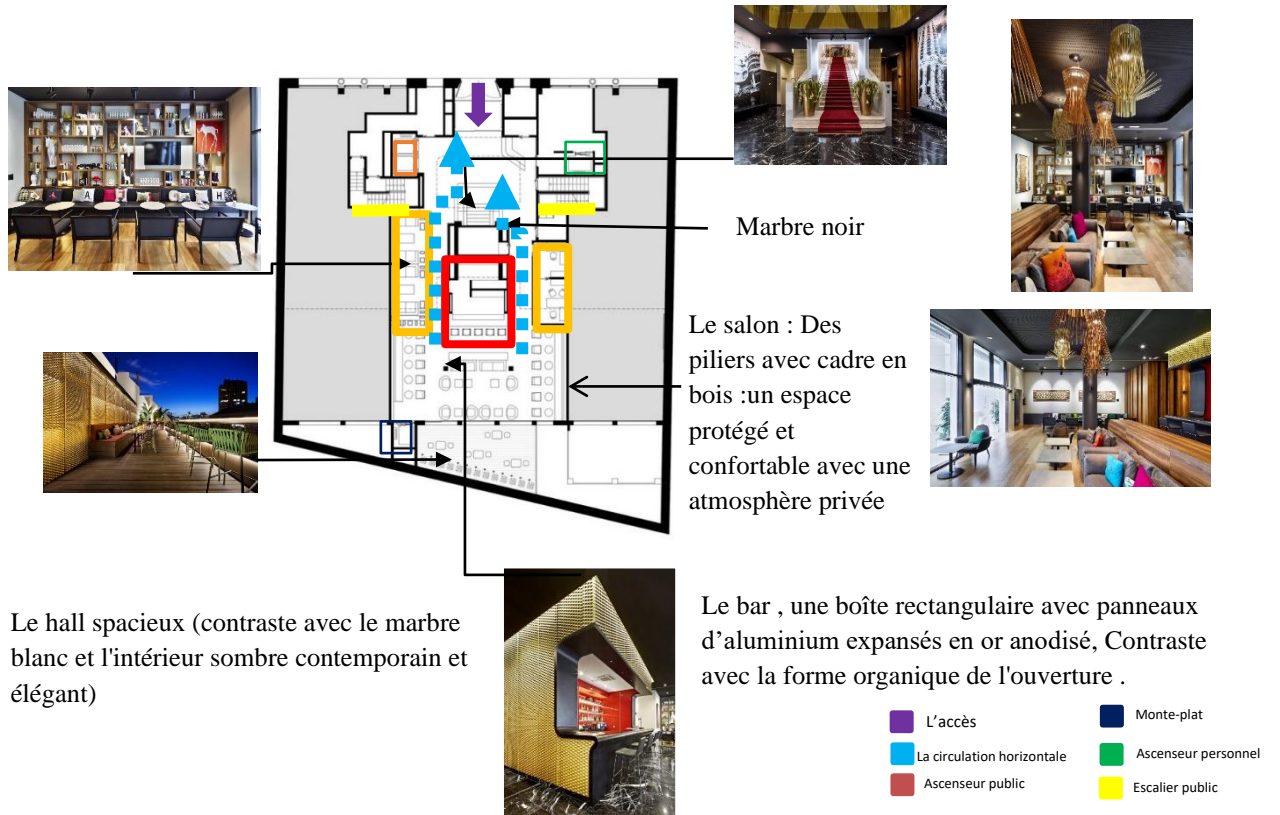 Marbre noir
Le salon : Des
piliers avec cadre en
bois :un espace
protégé et
confortable avec une
atmosphère privée
Le hall spacieux (contraste avec le marbre
blanc et l'intérieur sombre contemporain et
élégant)
Le bar , une boîte rectangulaire avec panneaux
d’aluminium expansés en or anodisé, Contraste
avec la forme organique de l'ouverture .
L’accès
La circulation horizontale
Ascenseur public
Monte-plat
Ascenseur personnel
Escalier public